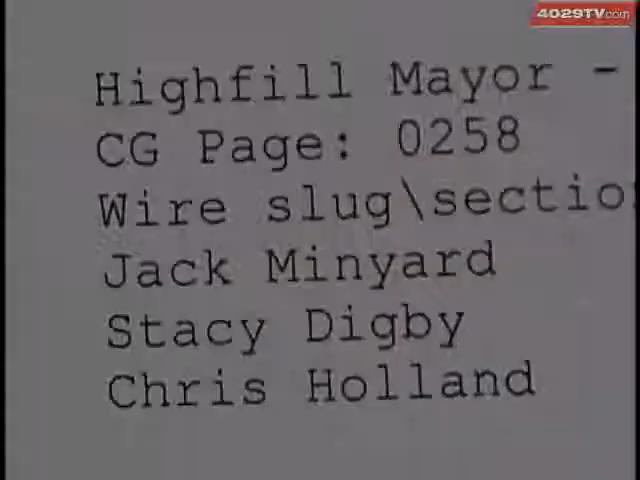 4029TV.com
Highfill Mayor -
CG Page: 0258
Wire slug\sectio
Jack Minyard
Stacy Digby
Chris Holland